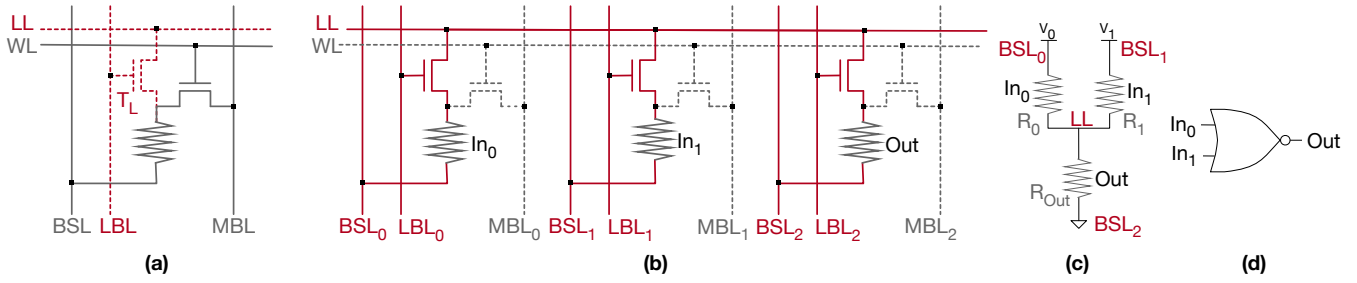 LL
WL
T_L
BSL LBL MBL
(a)
LL
WL
In_0 In_1 Out
BSL_0 LBL_0 MBL_0 BSL_1 LBL_1 MBL_1 BSL_2 LBL_2 MBL_2
(b)
V_0 V_1
BSL_0 BSL_1
In_0 In_1
R_0 LL R_1
Out
R_Out
BSL_2
(c)
In_0
In_1
Out
(d)